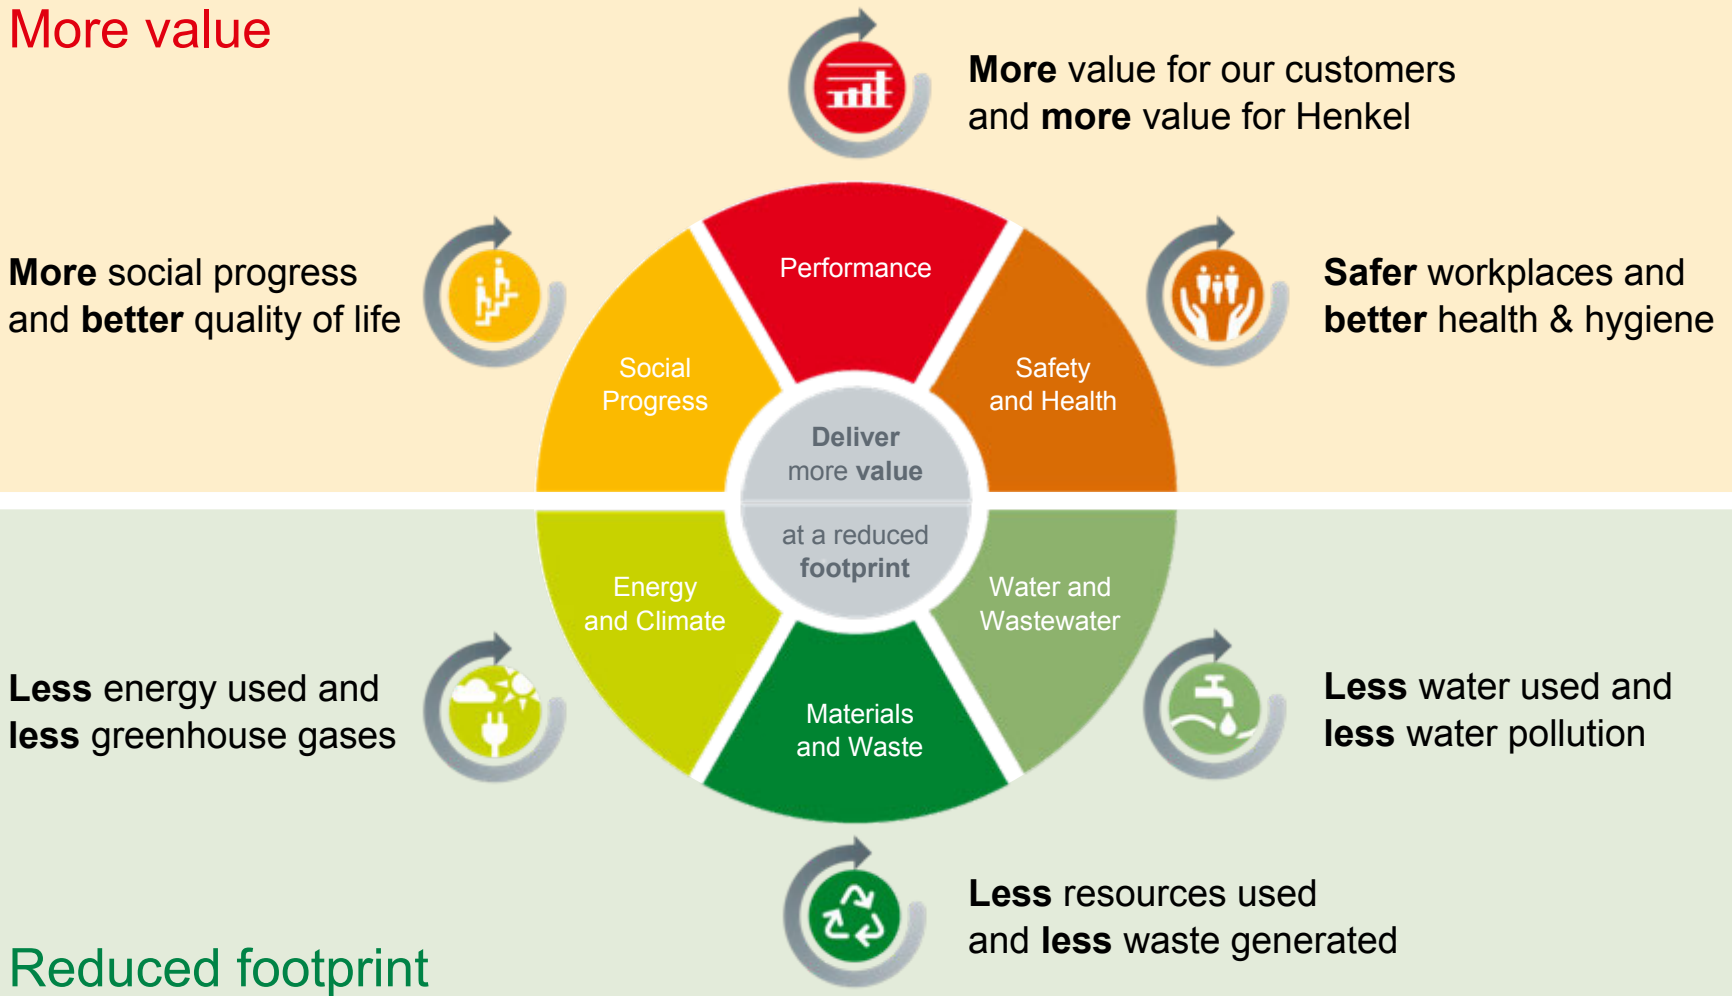 More value
More value for our customers
and more value for Henkel
More social progress
and better quality of life
Performance
Safer workplaces and
better health & hygiene
Social
Progress
Safety
and Health
Deliver
more value
at a reduced
footprint
Energy
and Climate
Water and
Wastewater
Materials
and Waste
Less energy used and
less greenhouse gases
Less water used and
less water pollution
Less resources used
and less waste generated
Reduced footprint